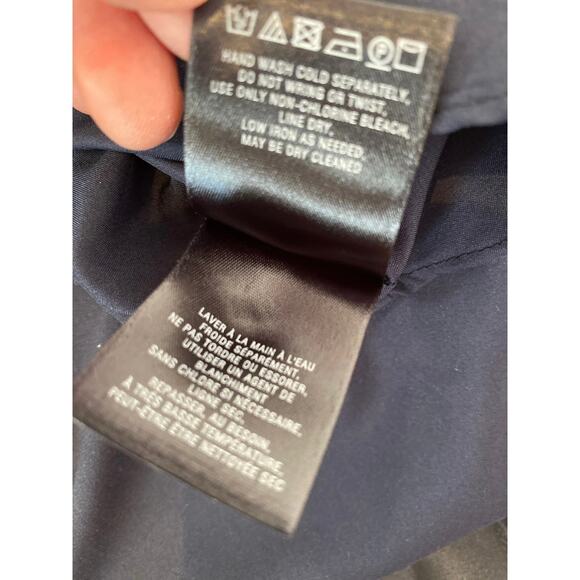 HAND WASH COLD SEPARATELY,
DO NOT WRING OR TWIST,
USE ONLY NON-CHLORINE BLEACH,
LINE DRY.
LOW IRON AS NEEDED,
MAY BE DRY CLEANED
LAVER À LA MAIN À L'EAU
FROIDE SÉPARÉMENT.
NE PAS TORDRE OU ESSORER,
UTILISER UN AGENT DE
BLANCHIMENT
SANS CHLORE SI NÉCESSAIRE.
LIGNE SEC.
REPASSER, AU BESOIN,
À TRÈS BASSE TEMPÉRATURE.
PEUT-ÊTRE ÊTRE NETTOYÉE SEC